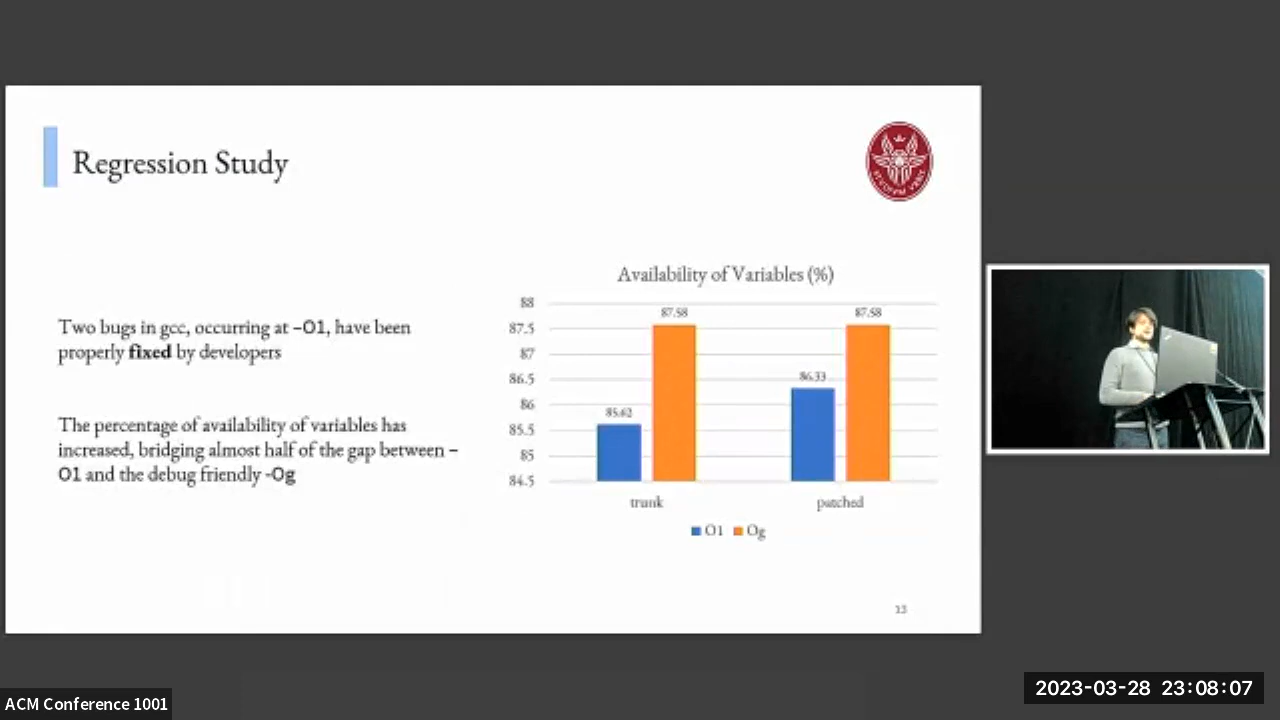 Regression Study
Two bugs in gcc, occurring at –O1, have been
properly fixed by developers
The percentage of availability of variables has
increased, bridging almost half of the gap between –
O1 and the debug friendly -Og
Availability of Variables (%)
88
87.5
87
86.5
86
85.5
85
84.5
85.62
87.58
86.33
87.58
trunk
patched
O1 Og
13
ACM Conference 1001
2023-03-28 23:08:07